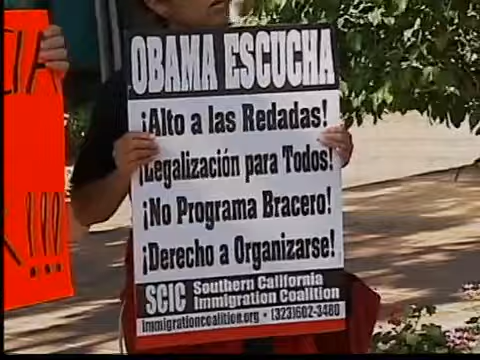 OBAMA ESCUCHA
¡Alto a las Redadas!
¡Legalización para Todos!
¡No Programa Bracero!
¡Derecho a Organizarse!
SCIC Southern California
Immigration Coalition
Immigrationcoalition.org • (323)602-3480
CIA
!!!